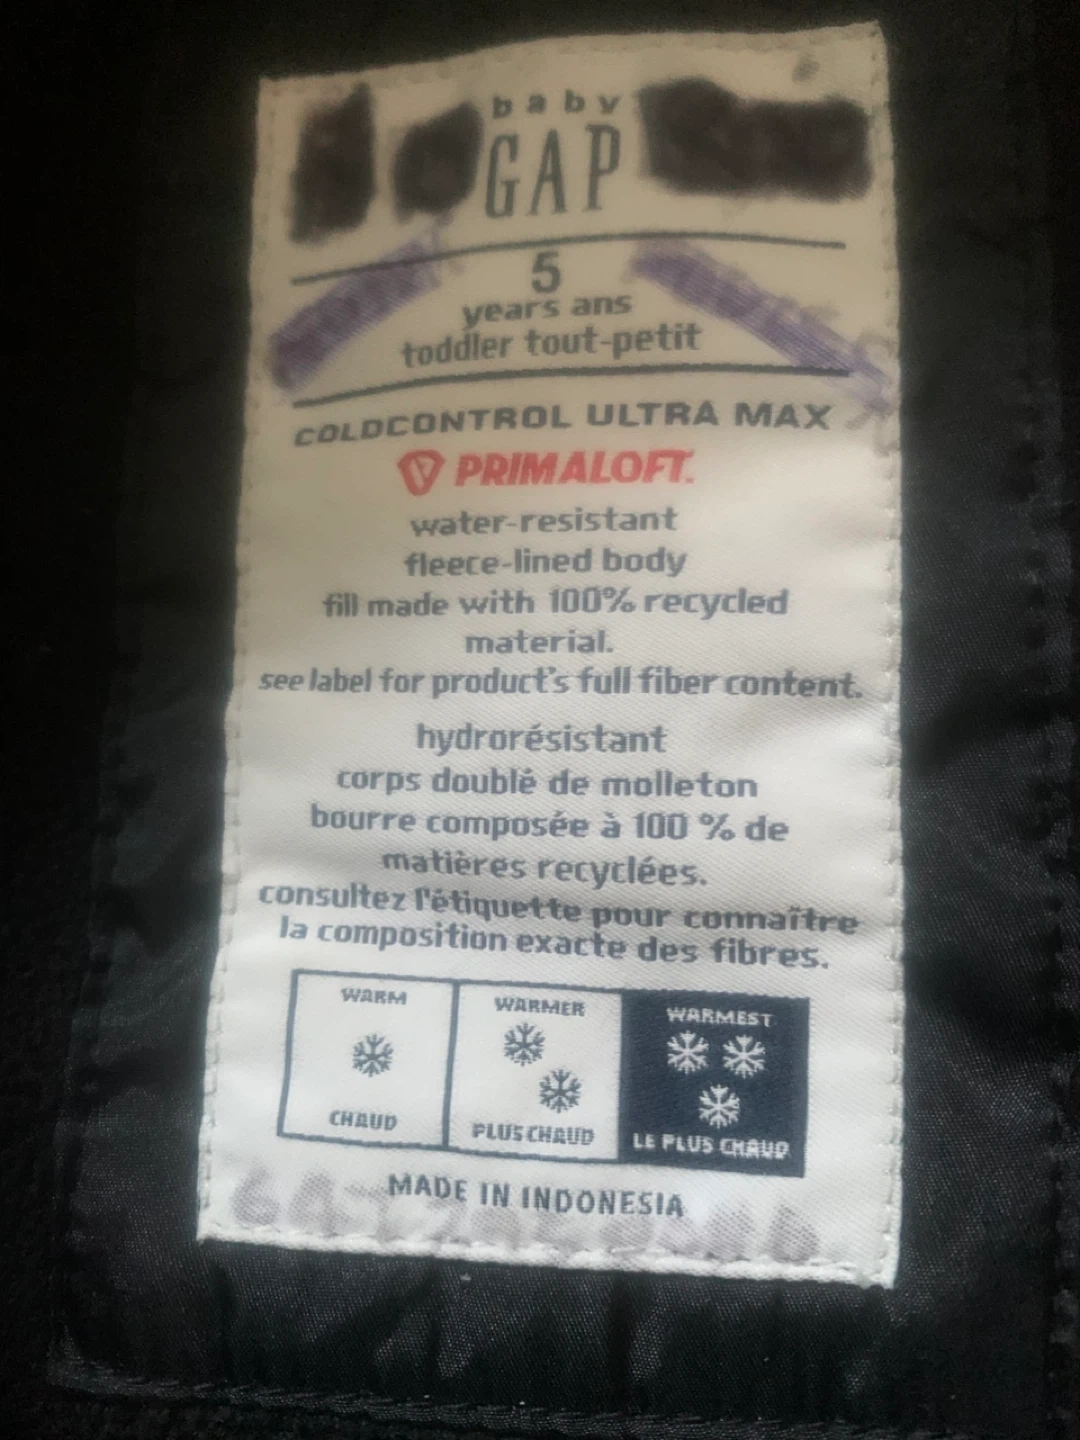 baby
GAP
5
years ans
toddler tout-petit
COLDCONTROL ULTRA MAX
PRIMALOFT.
water-resistant
fleece-lined body
fill made with 100% recycled
material.
see label for product's full fiber content.
hydrorésistant
corps doublé de molleton
bourre composée à 100 % de
matières recyclées.
consultez l'étiquette pour connaître
la composition exacte des fibres.
WARM WARMER WARMEST
CHAUD PLUS CHAUD LE PLUS CHAUD
MADE IN INDONESIA